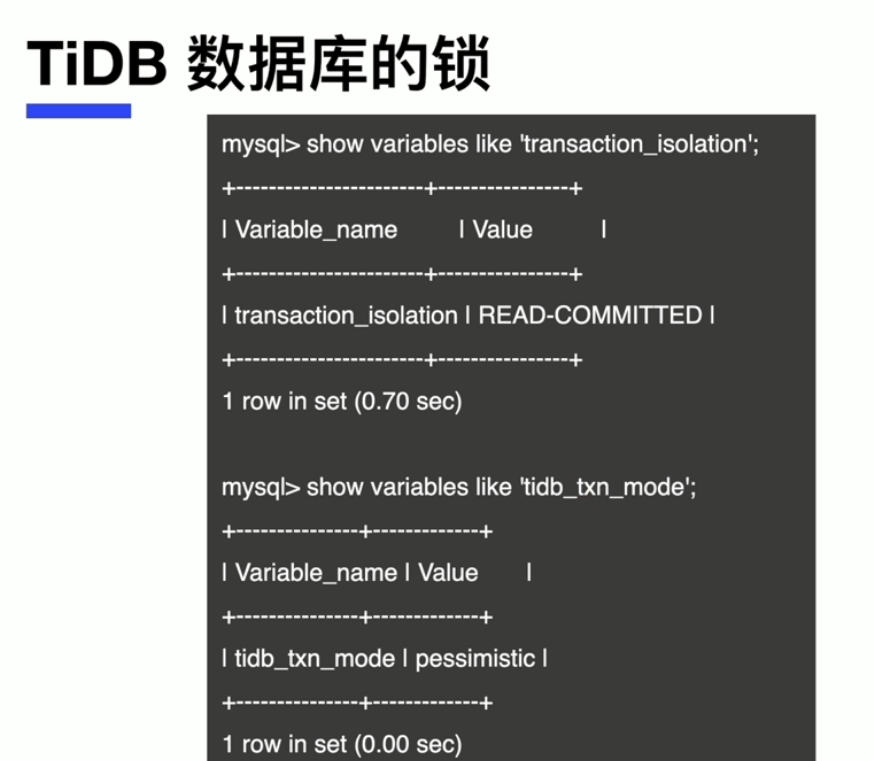 TiDB 数据库的锁
mysql> show variables like 'transaction_isolation';
+-----------------------+----------------+
| Variable_name | Value |
+-----------------------+----------------+
| transaction_isolation | READ-COMMITTED |
+-----------------------+----------------+
1 row in set (0.70 sec)
mysql> show variables like 'tidb_txn_mode';
+---------------+-------------+
| Variable_name | Value |
+---------------+-------------+
| tidb_txn_mode | pessimistic |
+---------------+-------------+
1 row in set (0.00 sec)